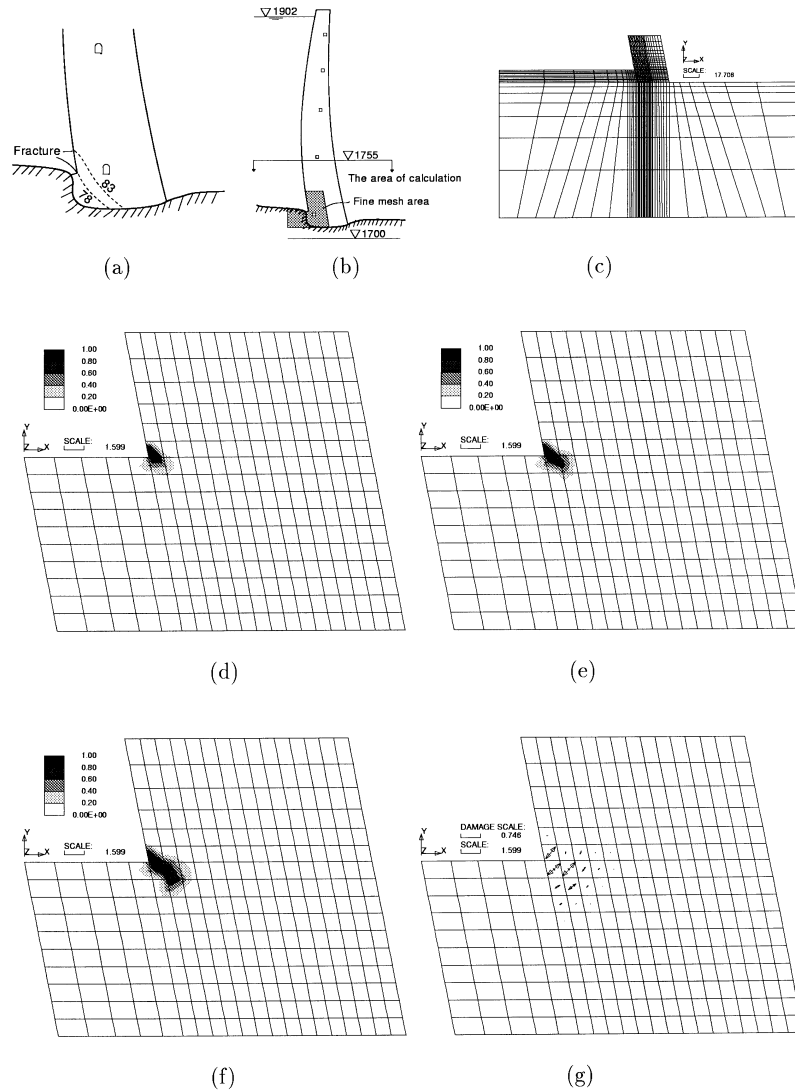 Fracture
78
83
(a)
1902
1755
The area of calculation
Fine mesh area
1700
(b)
Y
Z X
SCALE:
17.708
(c)
1.00
0.80
0.60
0.40
0.20
0.00E+00
Y
Z X
SCALE:
1.599
(d)
1.00
0.80
0.60
0.40
0.20
0.00E+00
Y
Z X
SCALE:
1.599
(e)
1.00
0.80
0.60
0.40
0.20
0.00E+00
Y
Z X
SCALE:
1.599
(f)
DAMAGE SCALE:
0.746
SCALE:
1.599
Y
Z X
(g)